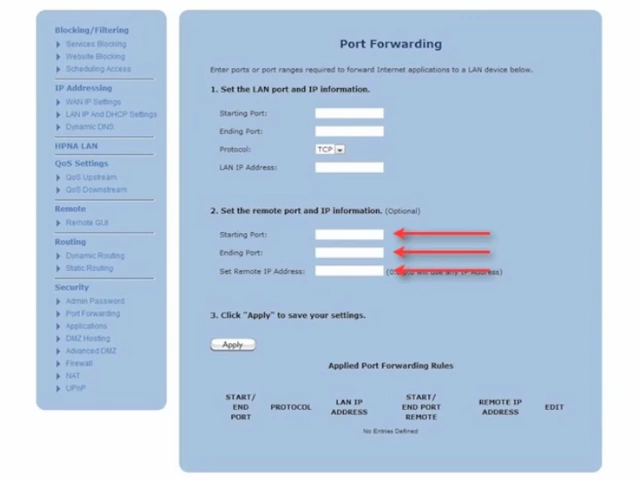 Blocking/Filtering
Services Blocking
Website Blocking
Scheduling Access
IP Addressing
WAN IP Settings
LAN IP And DHCP Settings
Dynamic DNS
HPNA LAN
QoS Settings
QoS Upstream
QoS Downstream
Remote
Remote GUI
Routing
Dynamic Routing
Static Routing
Security
Admin Password
Port Forwarding
Applications
DMZ Hosting
Advanced DMZ
Firewall
NAT
UPnP
Port Forwarding
Enter ports or port ranges required to forward Internet applications to a LAN device below.
1. Set the LAN port and IP information.
Starting Port:
Ending Port:
Protocol: TCP
LAN IP Address:
2. Set the remote port and IP information. (Optional)
Starting Port:
Ending Port:
Set Remote IP Address: will use any IP Address)
3. Click "Apply" to save your settings.
Apply
Applied Port Forwarding Rules
START/ END PORT
PROTOCOL
LAN IP ADDRESS
START/ END PORT REMOTE
REMOTE IP ADDRESS
EDIT
No Entries Defined